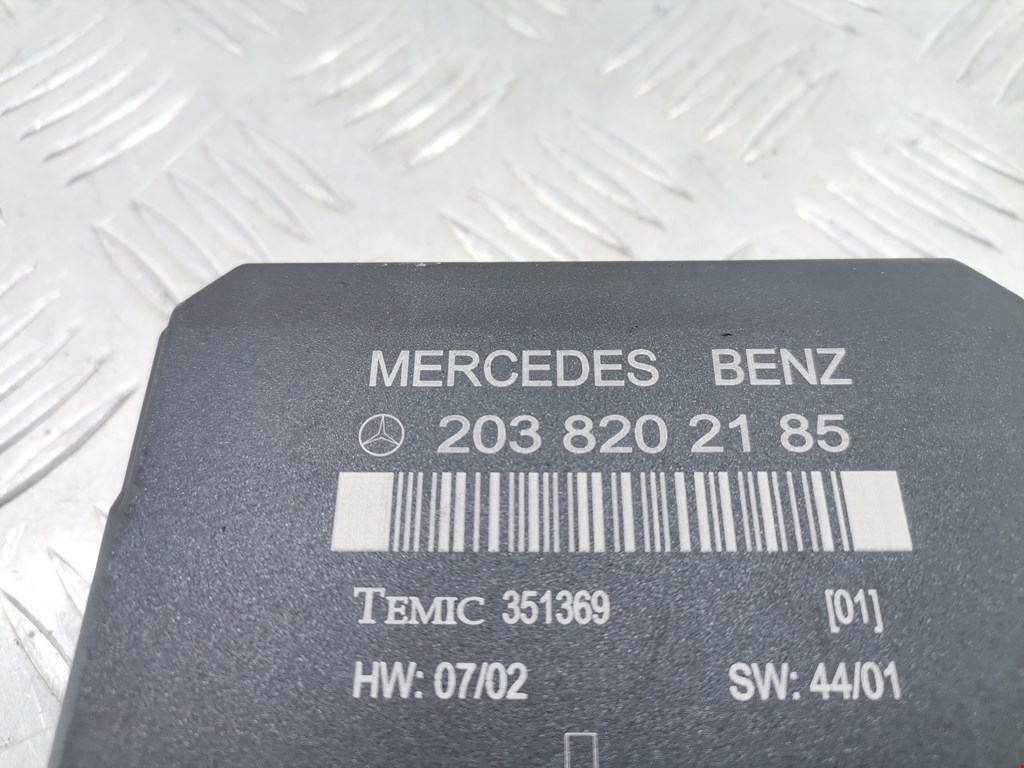 MERCEDES BENZ
203 820 21 85
TEMIC 351369 [01]
HW: 07/02 SW: 44/01